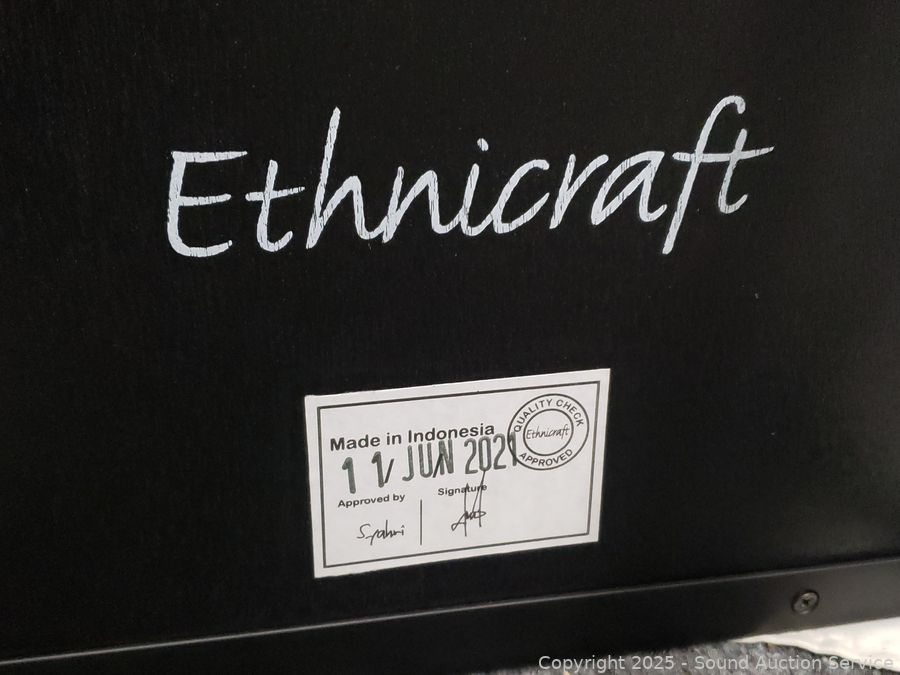 Ethnicraft
Made in Indonesia
11 JUN 2021
QUALITY CHECK
Ethnicraft
APPROVED
Approved by
Signature
Copyright 2025 - Sound Auction Service